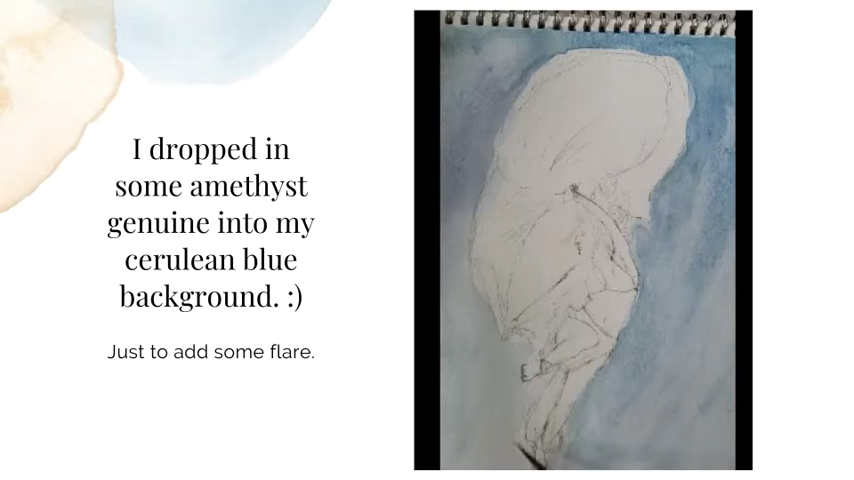 I dropped in
some amethyst
genuine into my
cerulean blue
background. :)
Just to add some flare.